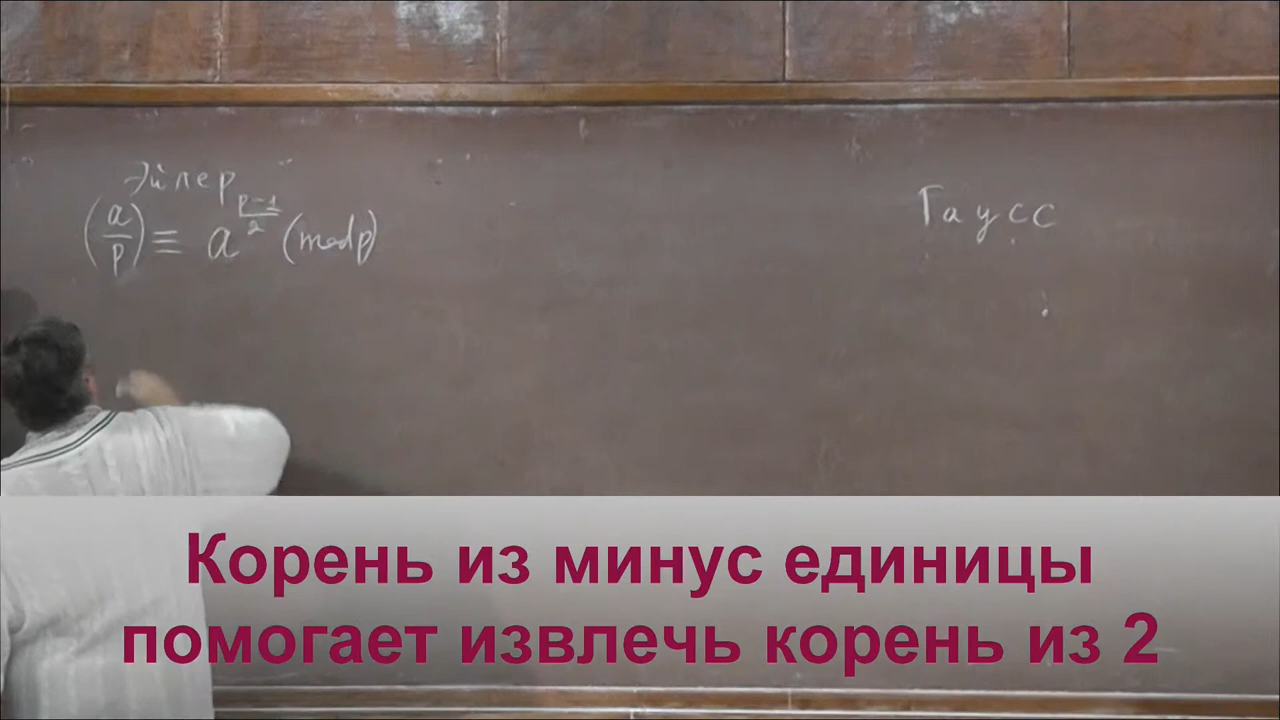 Эйлер
(a/p) ≡ a^((p-1)/2) (mod p)
Гаусс
Корень из минус единицы
помогает извлечь корень из 2